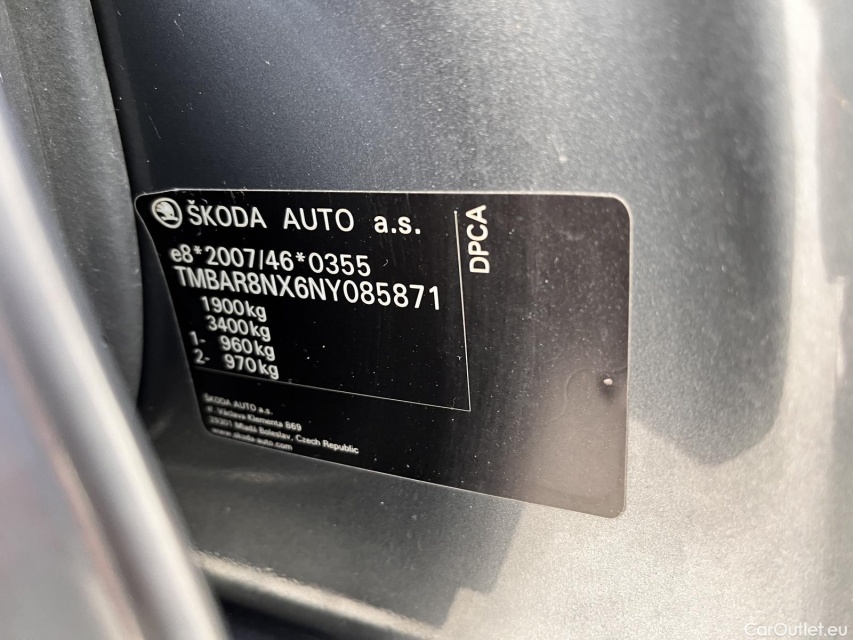 ŠKODA AUTO a.s.
DPCA
e8*2007/46*0355
TMBAR8NX6NY085871
1900kg
3400kg
1- 960kg
2- 970kg
ŠKODA AUTO a.s.
tř. Václava Klementa 869
29301 Mladá Boleslav, Czech Republic
www.skoda-auto.com
CarOutlet.eu